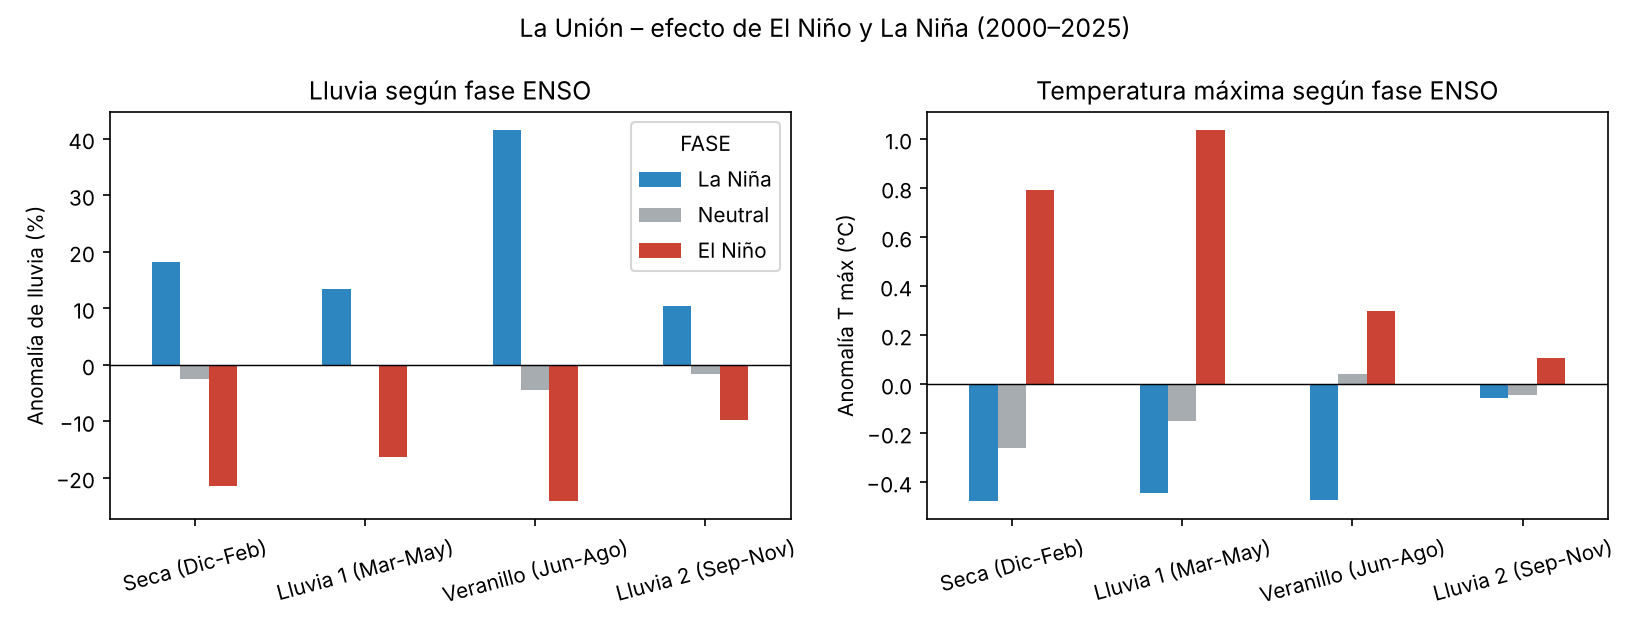 La Unión – efecto de El Niño y La Niña (2000–2025)
Lluvia según fase ENSO
Anomalía de lluvia (%)
40
30
20
10
0
−10
−20
FASE
La Niña
Neutral
El Niño
Seca (Dic-Feb)
Lluvia 1 (Mar-May)
Veranillo (Jun-Ago)
Lluvia 2 (Sep-Nov)
Temperatura máxima según fase ENSO
Anomalía T máx (°C)
1.0
0.8
0.6
0.4
0.2
0.0
−0.2
−0.4
Seca (Dic-Feb)
Lluvia 1 (Mar-May)
Veranillo (Jun-Ago)
Lluvia 2 (Sep-Nov)